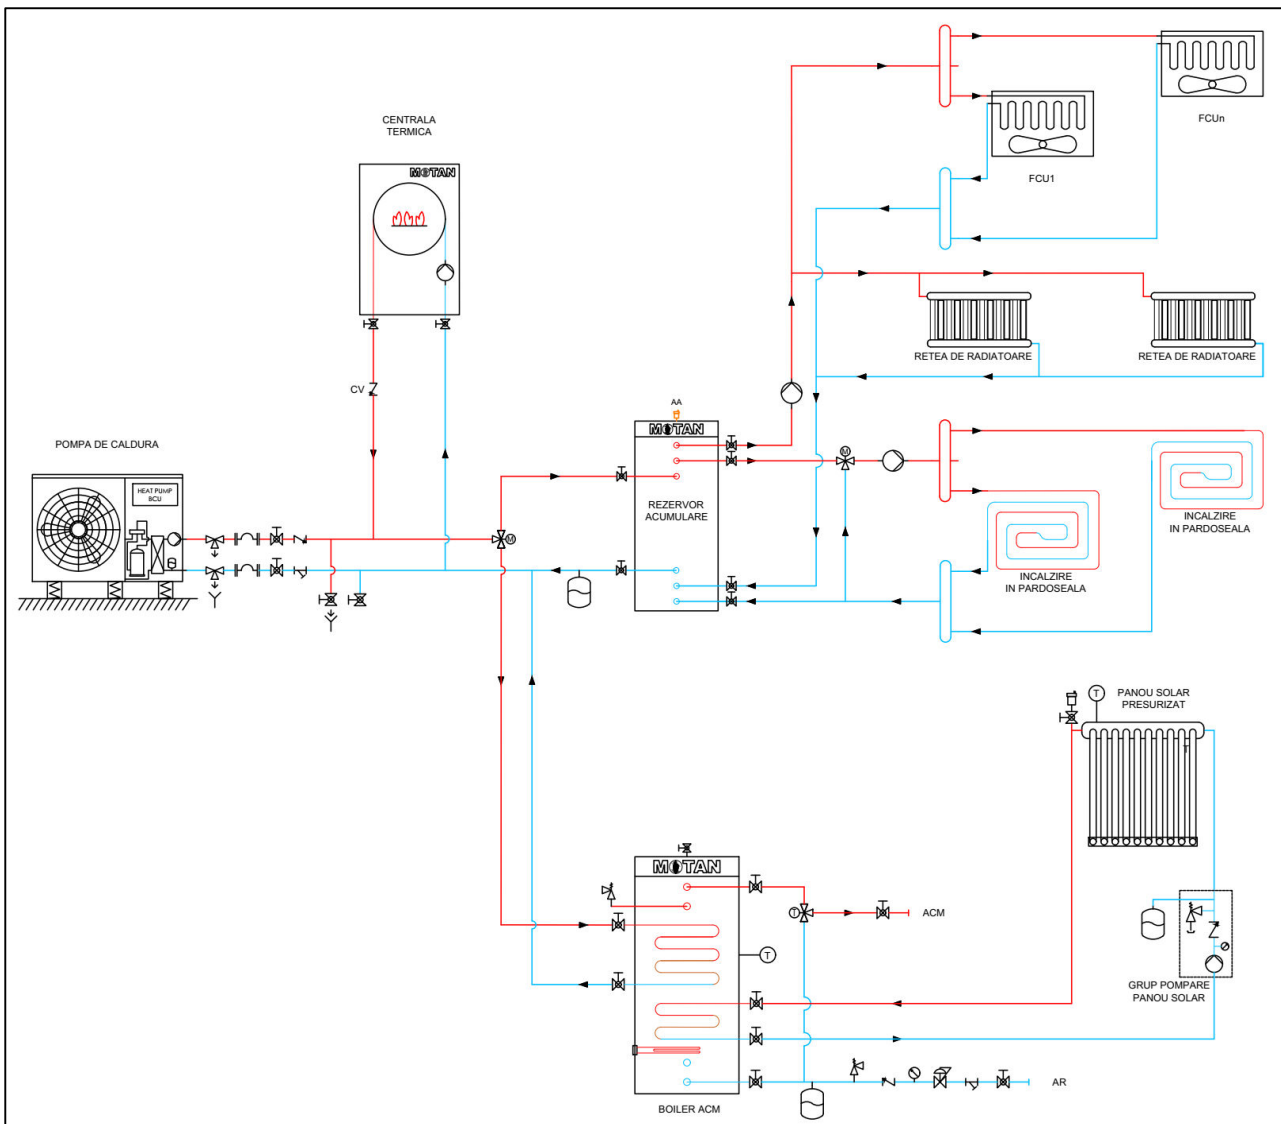 FCUn
FCU1
CENTRALA
TERMICA
MOTAN
RETEA DE RADIATOARE
RETEA DE RADIATOARE
CV
AA
MOTAN
M
POMPA DE CALDURA
HEAT PUMP
8CU
REZERVOR
ACUMULARE
INCALZIRE
IN PARDOSEALA
M
INCALZIRE
IN PARDOSEALA
T
PANOU SOLAR
PRESURIZAT
T
MOTAN
T
ACM
T
GRUP POMPARE
PANOU SOLAR
AR
BOILER ACM